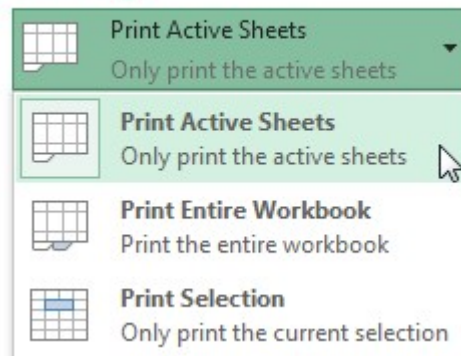 Print Active Sheets
Only print the active sheets
Print Active Sheets
Only print the active sheets
Print Entire Workbook
Print the entire workbook
Print Selection
Only print the current selection